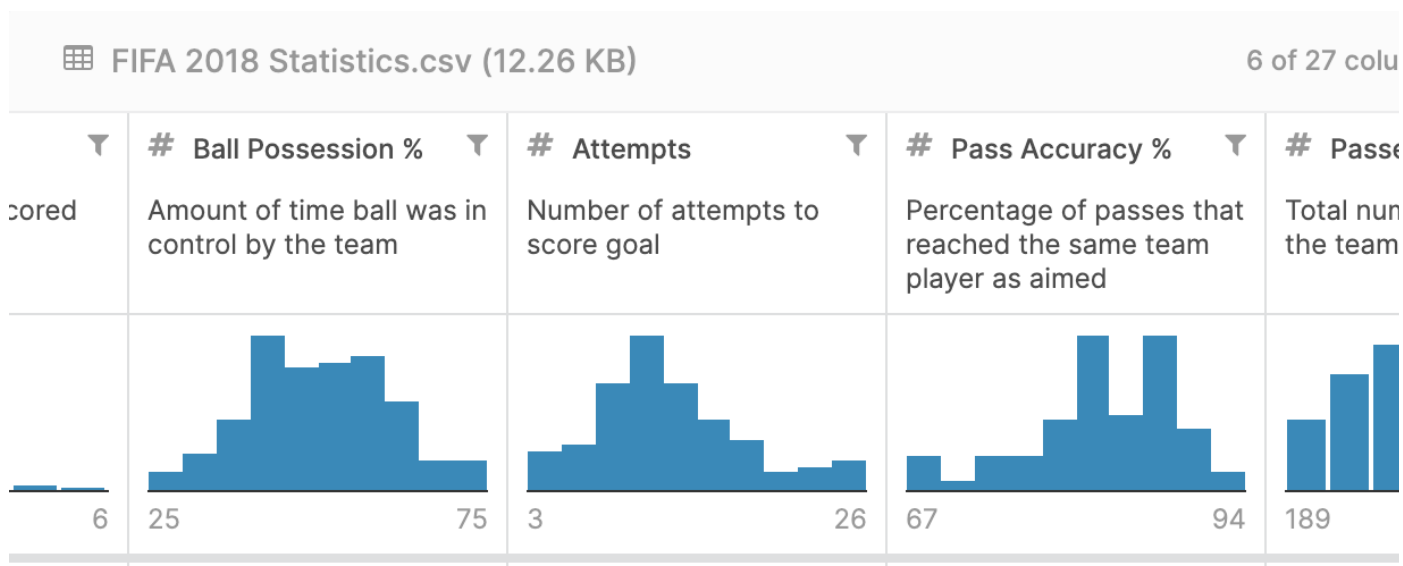 FIFA 2018 Statistics.csv (12.26 KB)
6 of 27 colu
# Ball Possession %
# Attempts
# Pass Accuracy %
# Passe
cored
Amount of time ball was in
control by the team
Number of attempts to
score goal
Percentage of passes that
reached the same team
player as aimed
Total num
the team
6
25 75
3 26
67 94
189